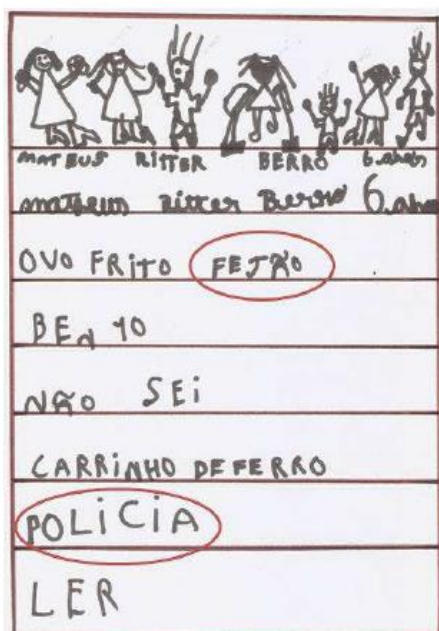 MATEUS RITTER BERRO 6.anos
matheus Ritter Berro 6.anos
OVO FRITO FEJÃO
BEN 10
NÃO SEi
CARRiNHO DE FERRO
POLiCiA
LER